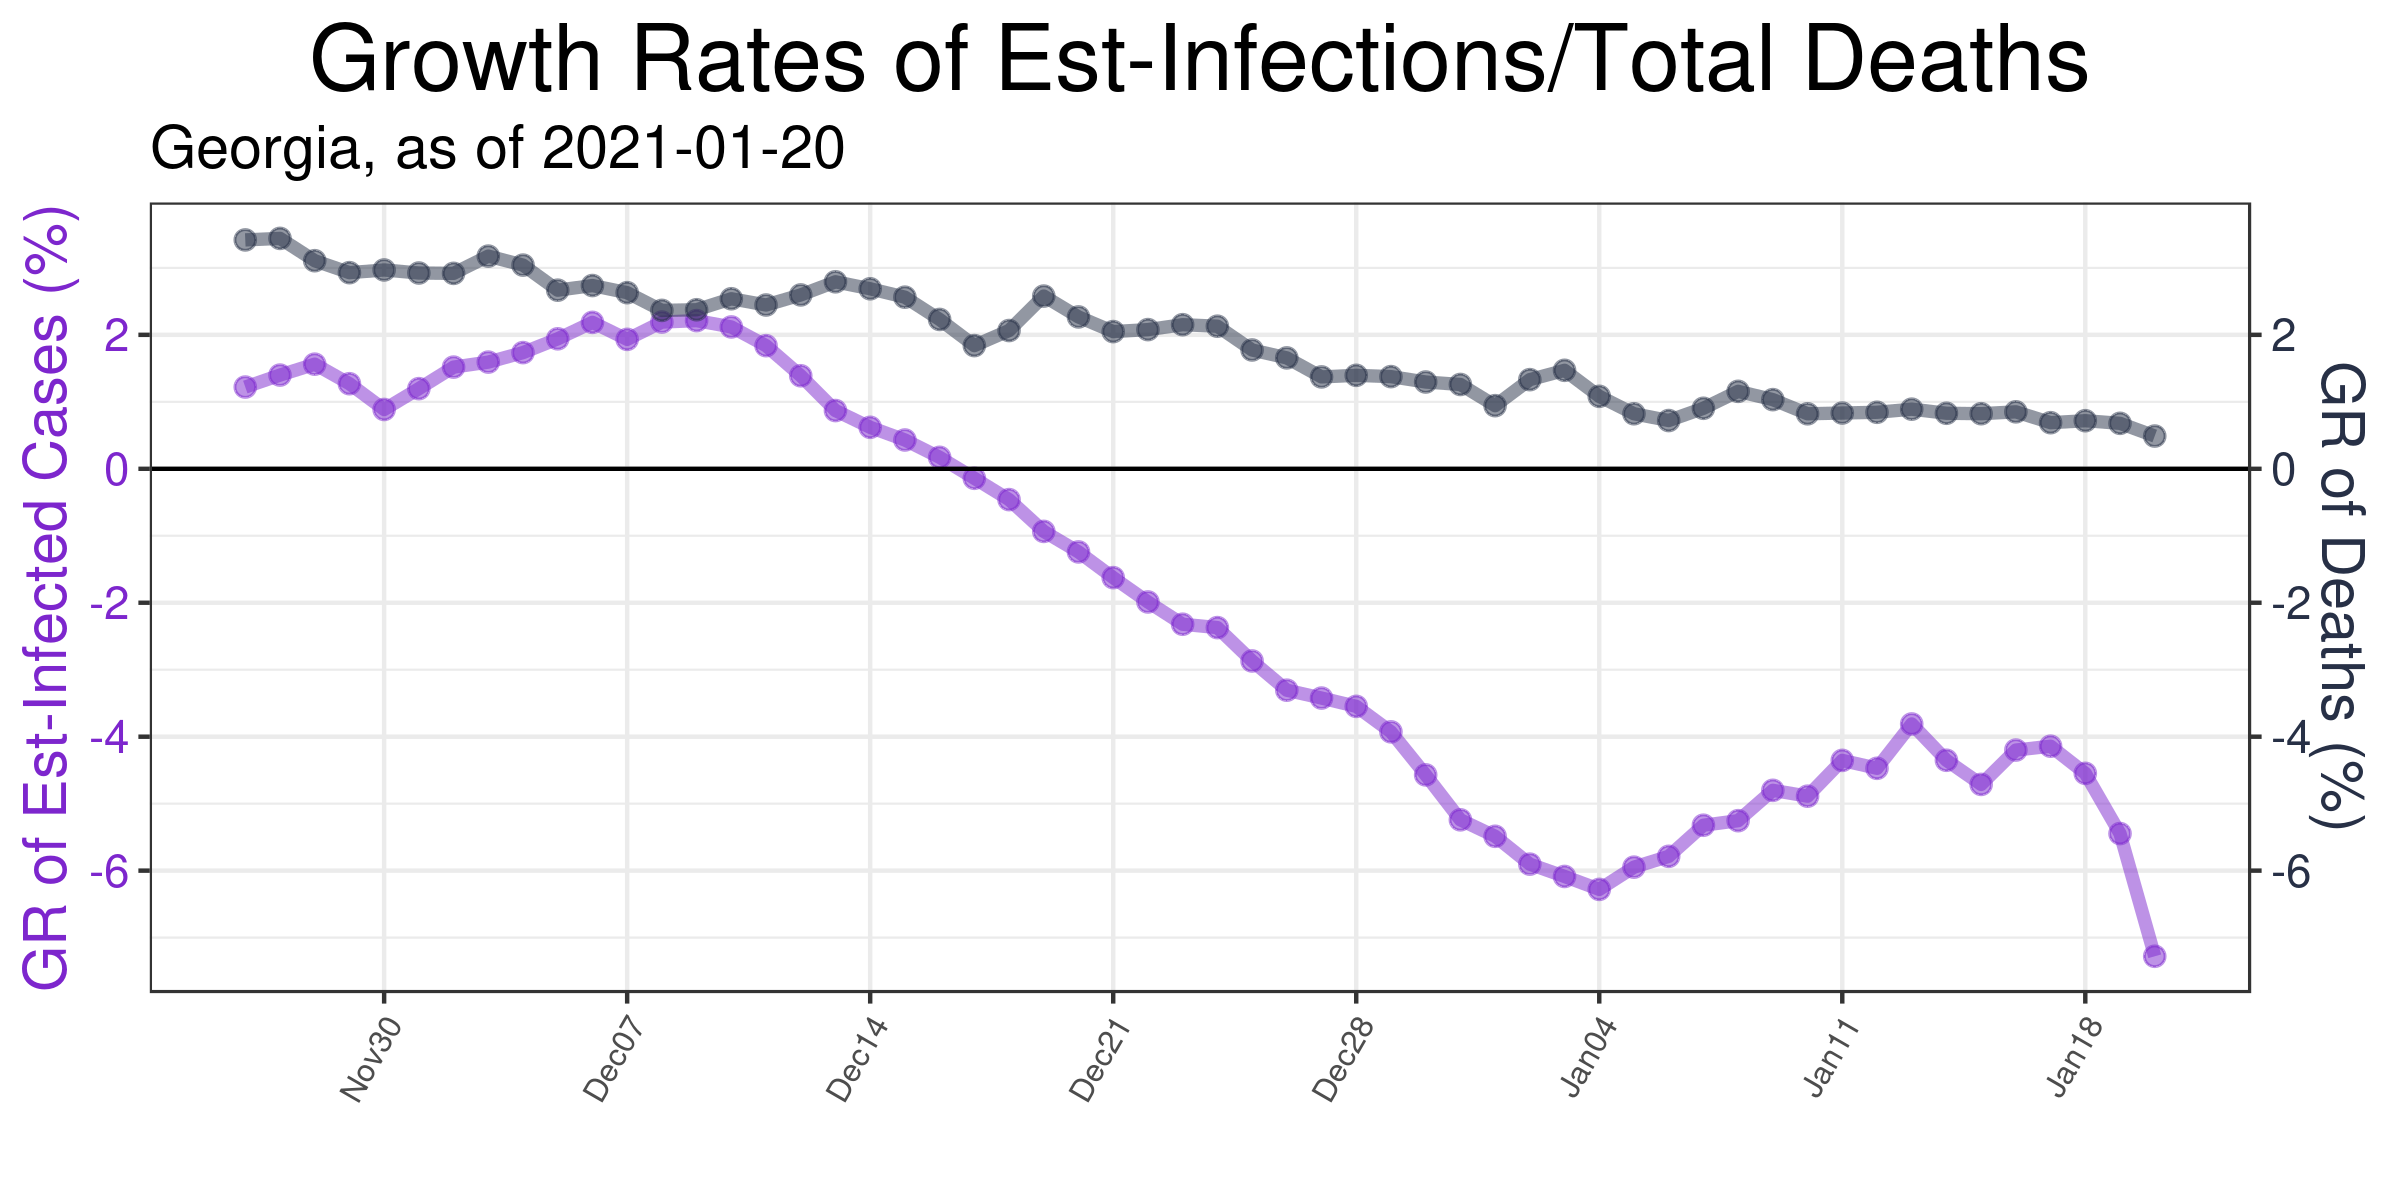 Growth Rates of Est-Infections/Total Deaths
Georgia, as of 2021-01-20
GR of Est-Infected Cases (%)
2
0
-2
-4
-6
2
0
-2
-4
-6
GR of Deaths (%)
Nov30
Dec07
Dec14
Dec21
Dec28
Jan04
Jan11
Jan18